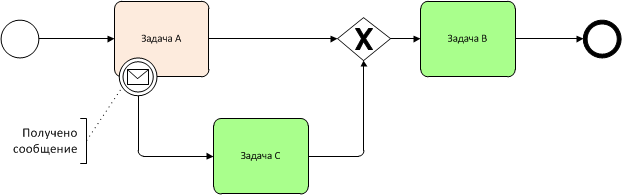 Задача A
Задача B
Получено
сообщение
Задача C